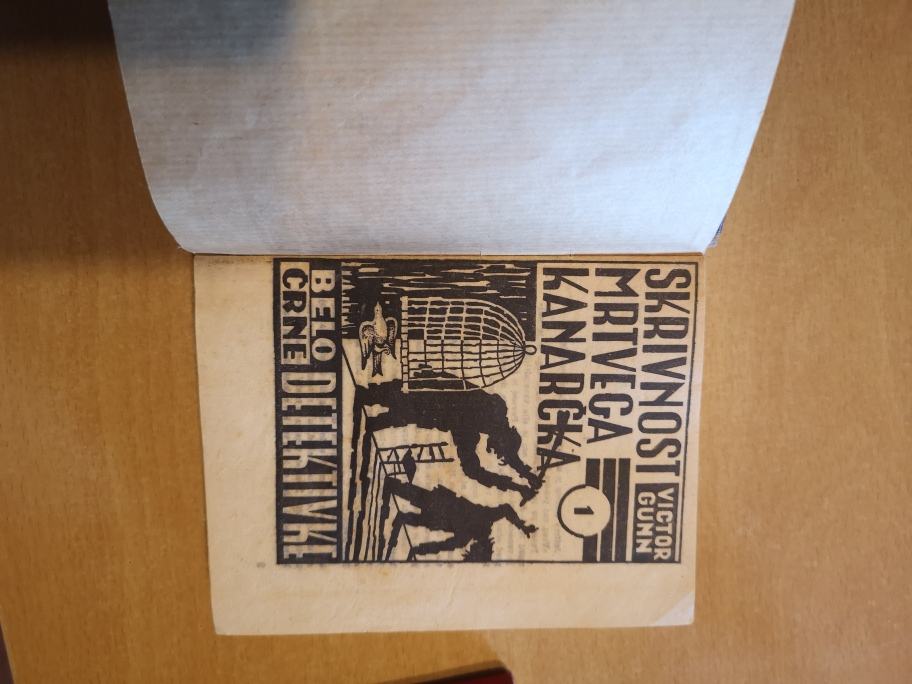 SKRIVNOST
MRTVEGA
KANARČKA
VICTOR
GUNN
1
BELO
CRNE
DETEKTIVKE